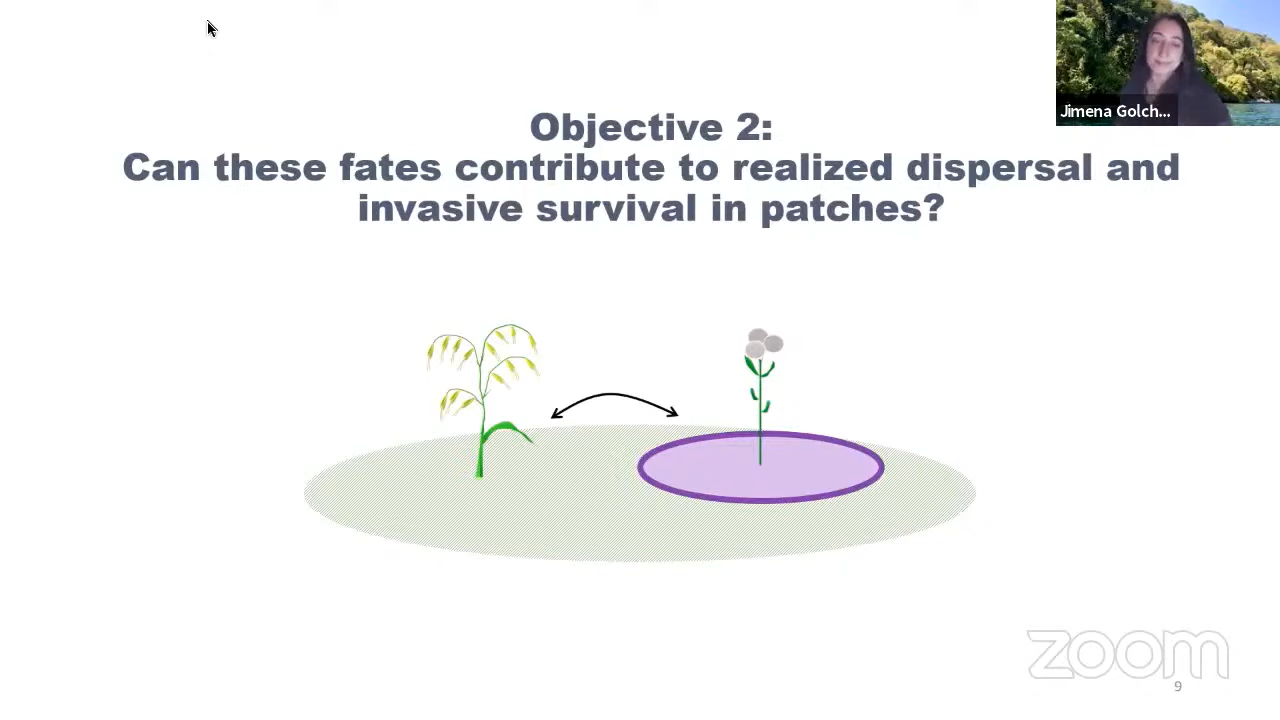 Jimena Golch...
Objective 2:
Can these fates contribute to realized dispersal and
invasive survival in patches?
zoom
9